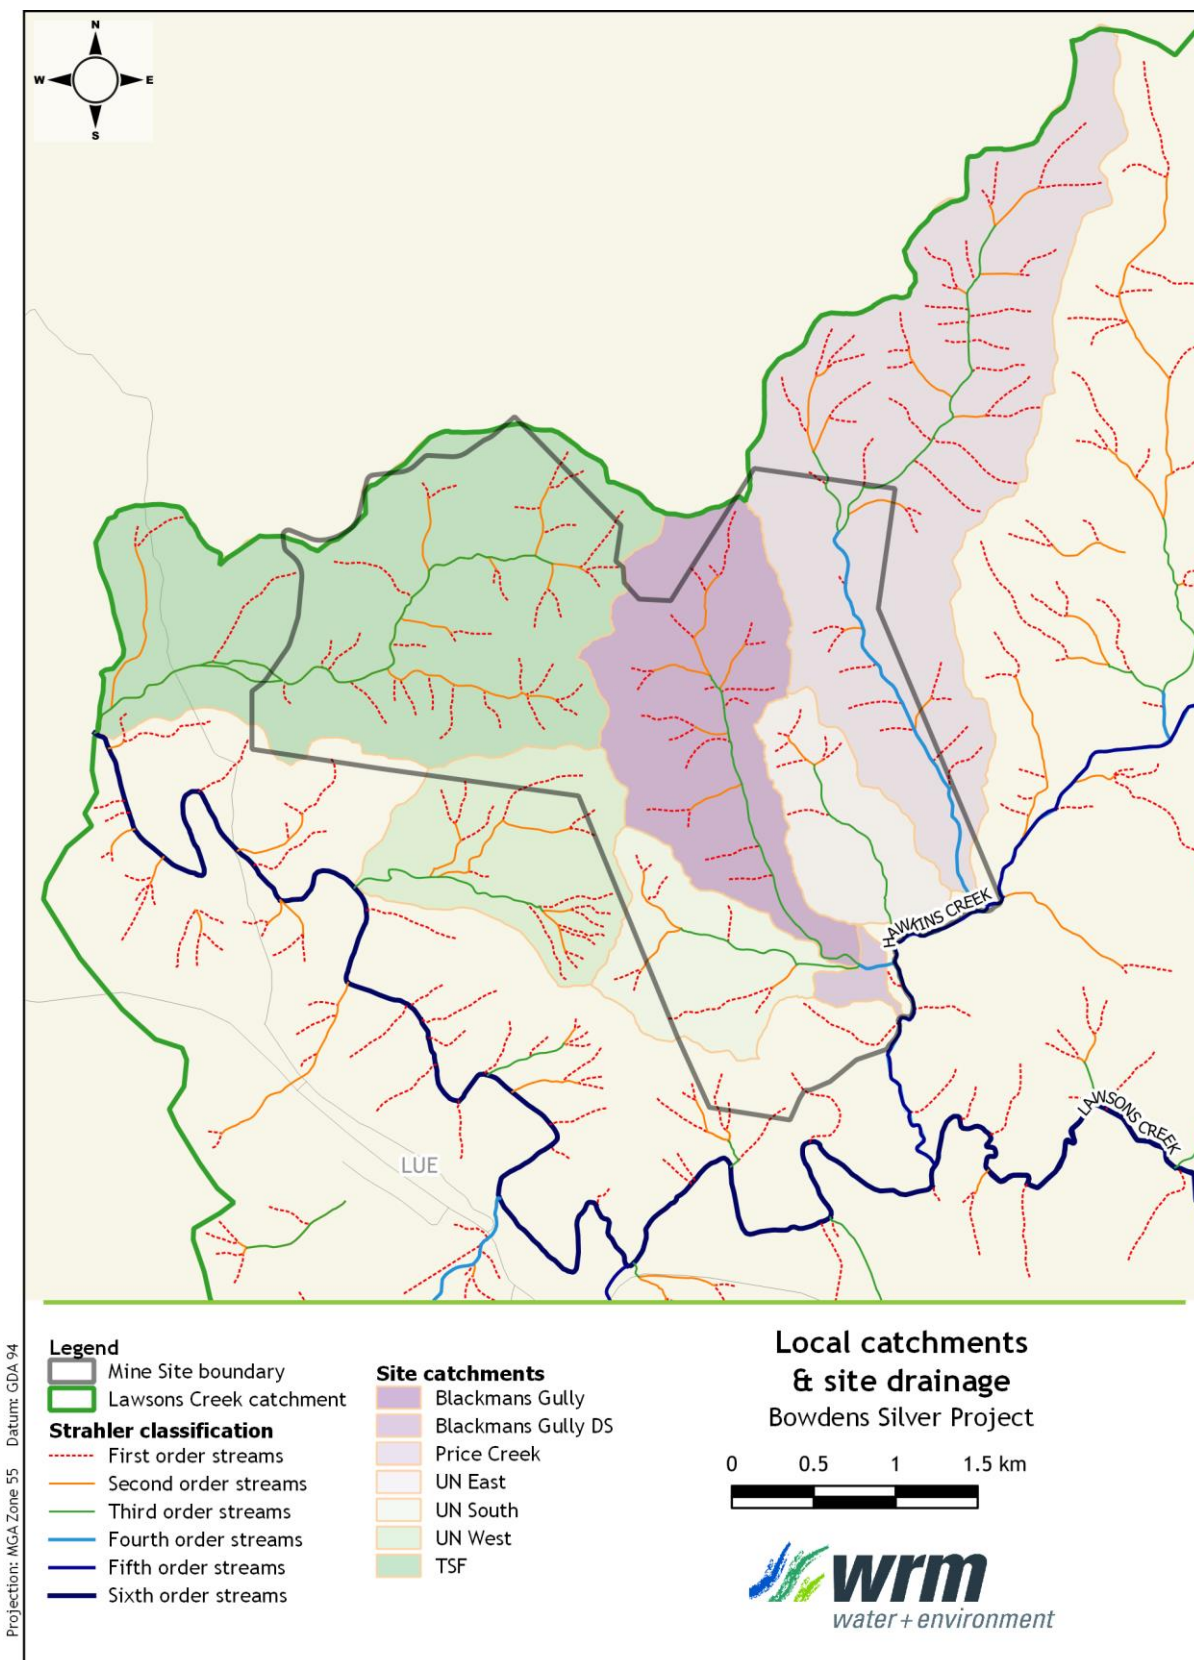 N
W E
S
HAWKINS CREEK
LAWSONS CREEK
LUE
Legend
Mine Site boundary
Lawsons Creek catchment
Strahler classification
First order streams
Second order streams
Third order streams
Fourth order streams
Fifth order streams
Sixth order streams
Site catchments
Blackmans Gully
Blackmans Gully DS
Price Creek
UN East
UN South
UN West
TSF
Local catchments
& site drainage
Bowdens Silver Project
0 0.5 1 1.5 km
wrm
water + environment
Projection: MGA Zone 55 Datum: GDA 94